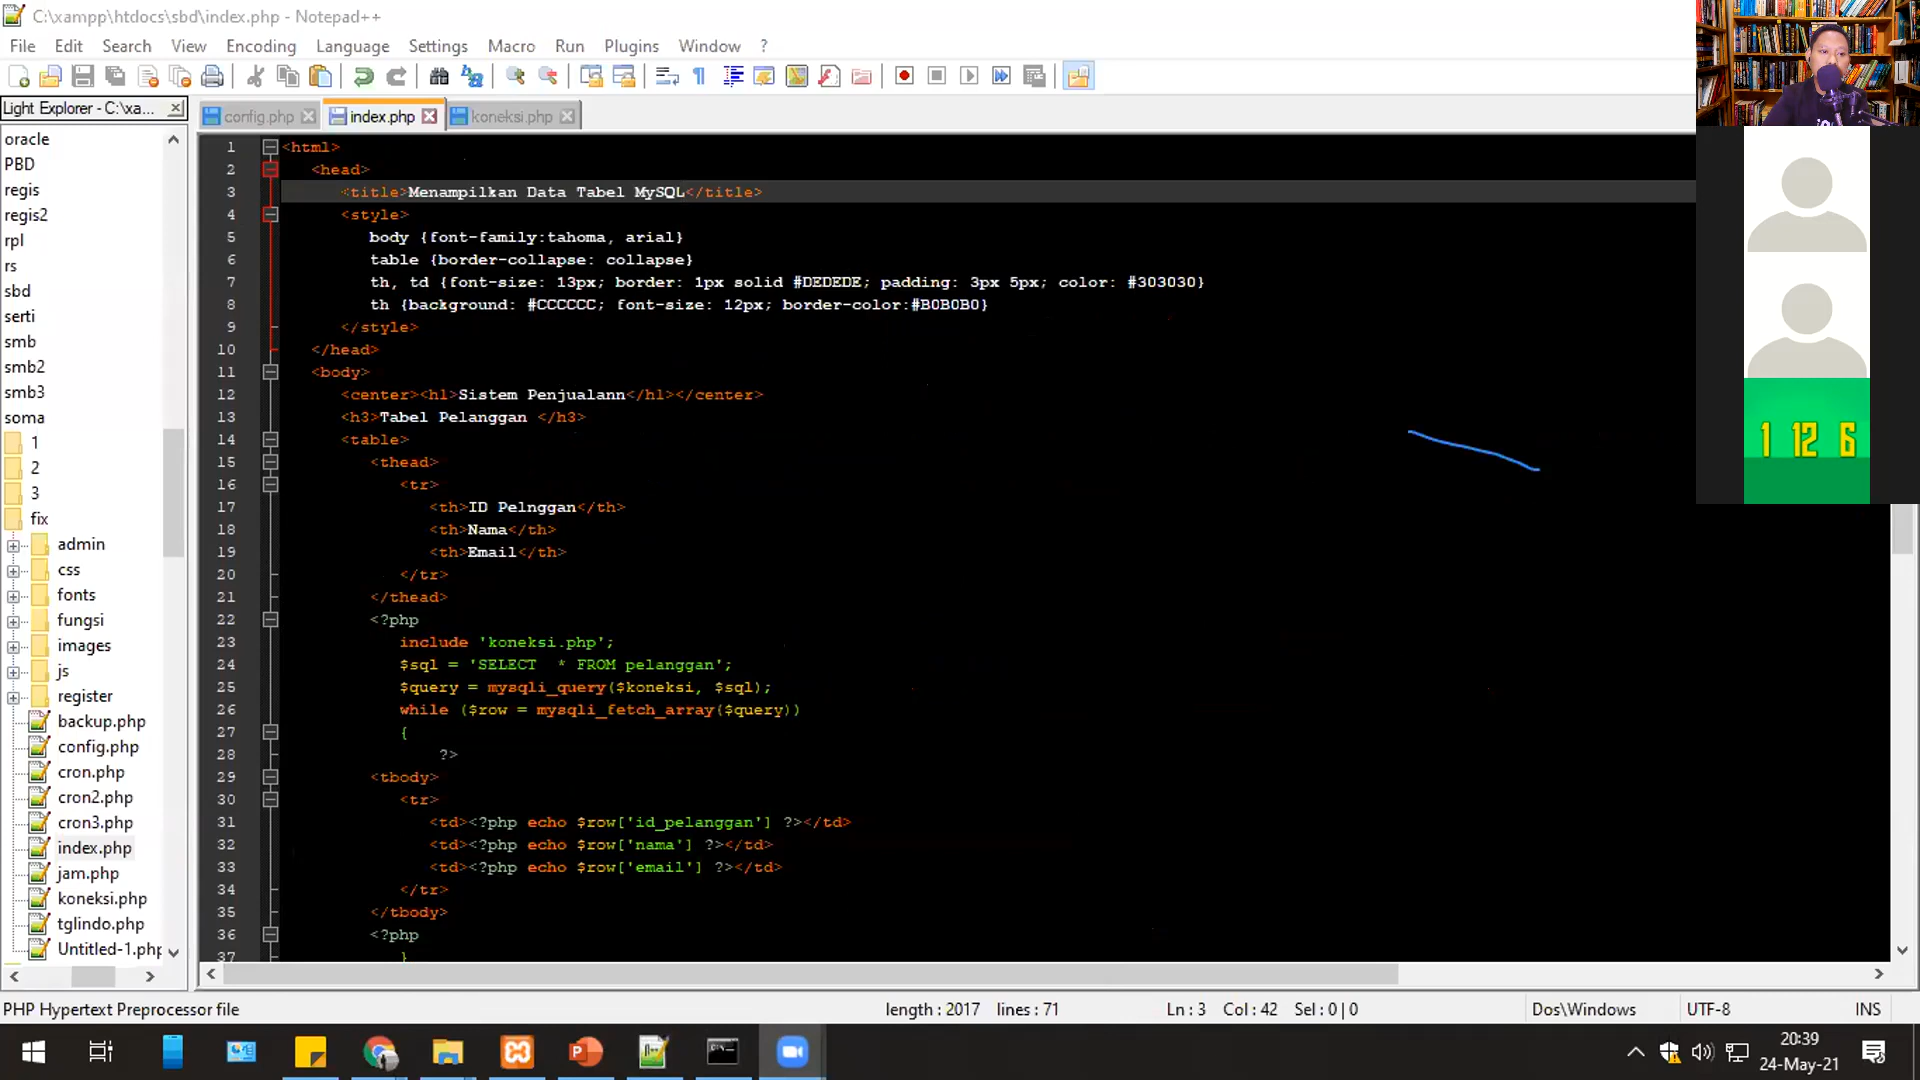 C:\xampp\htdocs\sbd\index.php - Notepad++
File Edit Search View Encoding Language Settings Macro Run Plugins Window ?
Light Explorer - C:\xa...
config.php index.php koneksi.php
oracle
PBD
regis
regis2
rpl
rs
sbd
serti
smb
smb2
smb3
soma
1
2
3
fix
admin
css
fonts
fungsi
images
js
register
backup.php
config.php
cron.php
cron2.php
cron3.php
index.php
jam.php
koneksi.php
tglindo.php
Untitled-1.php
1 <html>
2 <head>
3 <title>Menampilkan Data Tabel MySQL</title>
4 <style>
5 body {font-family:tahoma, arial}
6 table {border-collapse: collapse}
7 th, td {font-size: 13px; border: 1px solid #DEDEDE; padding: 3px 5px; color: #303030}
8 th {background: #CCCCCC; font-size: 12px; border-color:#B0B0B0}
9 </style>
10 </head>
11 <body>
12 <center><h1>Sistem Penjualann</h1></center>
13 <h3>Tabel Pelanggan </h3>
14 <table>
15 <thead>
16 <tr>
17 <th>ID Pelnggan</th>
18 <th>Nama</th>
19 <th>Email</th>
20 </tr>
21 </thead>
22 <?php
23 include 'koneksi.php';
24 $sql = 'SELECT  * FROM pelanggan';
25 $query = mysqli_query($koneksi, $sql);
26 while ($row = mysqli_fetch_array($query))
27 {
28 ?>
29 <tbody>
30 <tr>
31 <td><?php echo $row['id_pelanggan'] ?></td>
32 <td><?php echo $row['nama'] ?></td>
33 <td><?php echo $row['email'] ?></td>
34 </tr>
35 </tbody>
36 <?php
37 }
1 12 6
PHP Hypertext Preprocessor file length : 2017 lines : 71 Ln : 3 Col : 42 Sel : 0 | 0 Dos\Windows UTF-8 INS
20:39
24-May-21